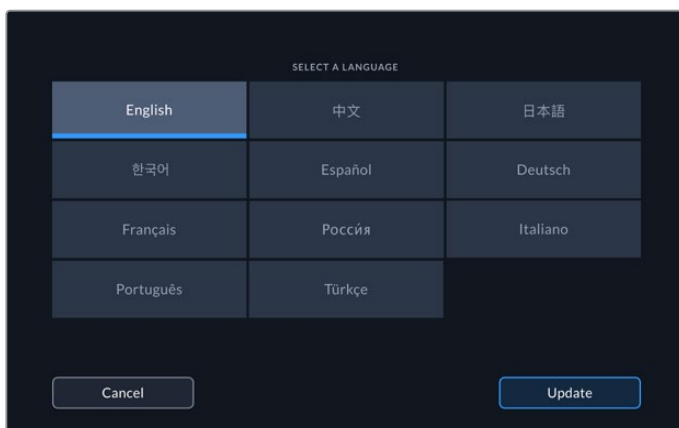 SELECT A LANGUAGE
English 中文 日本語
한국어 Español Deutsch
Français Росси́я Italiano
Português Türkçe
Cancel Update